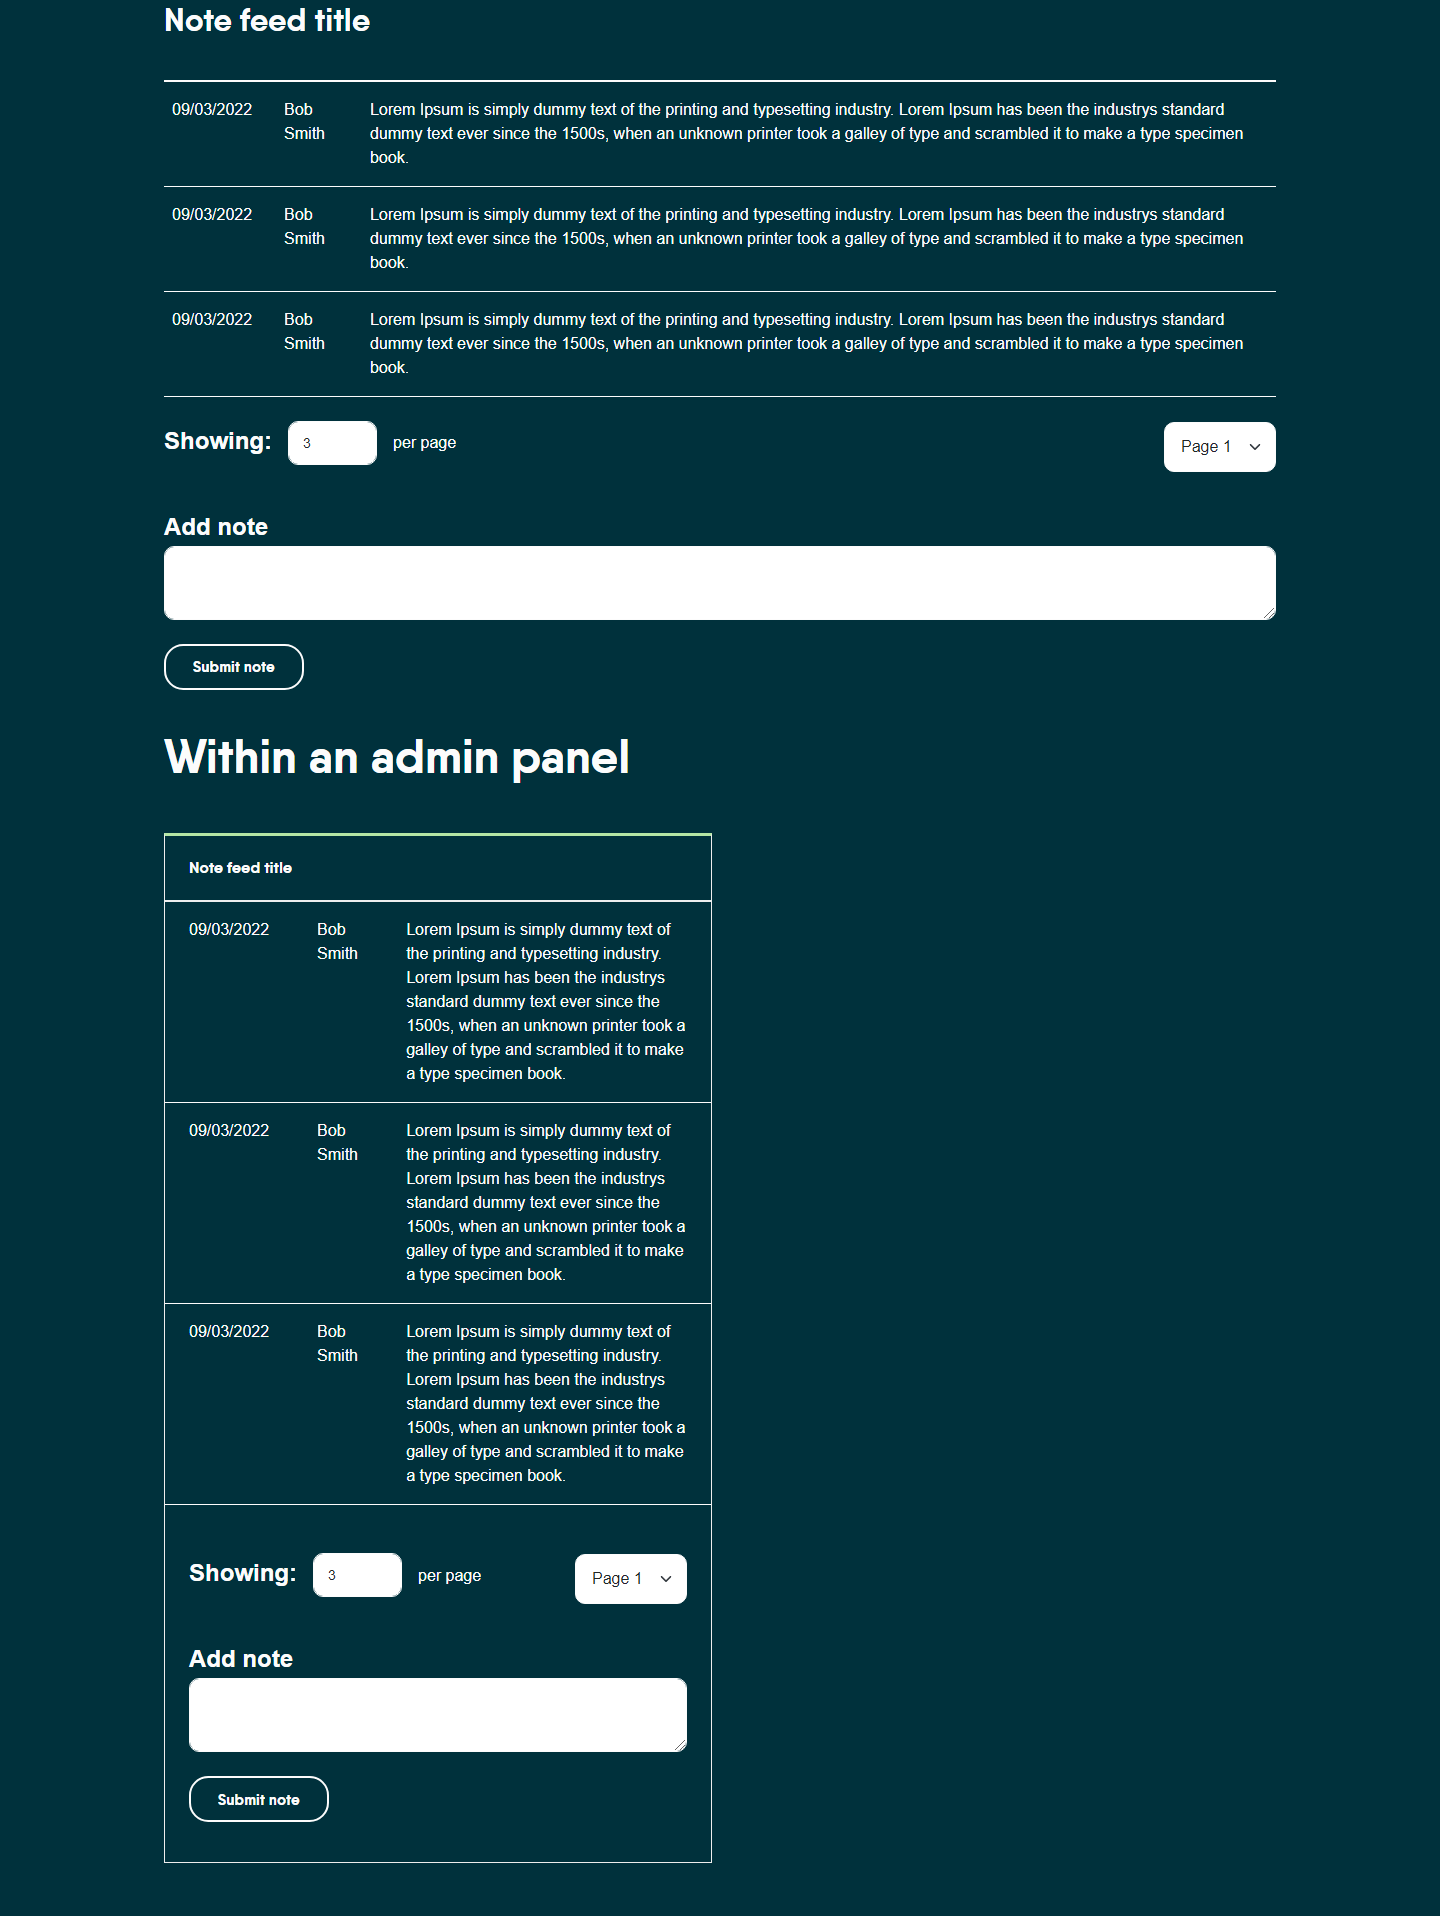 Note feed title
09/03/2022 Bob Smith Lorem Ipsum is simply dummy text of the printing and typesetting industry. Lorem Ipsum has been the industrys standard
dummy text ever since the 1500s, when an unknown printer took a galley of type and scrambled it to make a type specimen
book.
09/03/2022 Bob Smith Lorem Ipsum is simply dummy text of the printing and typesetting industry. Lorem Ipsum has been the industrys standard
dummy text ever since the 1500s, when an unknown printer took a galley of type and scrambled it to make a type specimen
book.
09/03/2022 Bob Smith Lorem Ipsum is simply dummy text of the printing and typesetting industry. Lorem Ipsum has been the industrys standard
dummy text ever since the 1500s, when an unknown printer took a galley of type and scrambled it to make a type specimen
book.
Showing: 3 per page Page 1
Add note
Submit note
Within an admin panel
Note feed title
09/03/2022 Bob Smith Lorem Ipsum is simply dummy text of
the printing and typesetting industry.
Lorem Ipsum has been the industrys
standard dummy text ever since the
1500s, when an unknown printer took a
galley of type and scrambled it to make
a type specimen book.
09/03/2022 Bob Smith Lorem Ipsum is simply dummy text of
the printing and typesetting industry.
Lorem Ipsum has been the industrys
standard dummy text ever since the
1500s, when an unknown printer took a
galley of type and scrambled it to make
a type specimen book.
09/03/2022 Bob Smith Lorem Ipsum is simply dummy text of
the printing and typesetting industry.
Lorem Ipsum has been the industrys
standard dummy text ever since the
1500s, when an unknown printer took a
galley of type and scrambled it to make
a type specimen book.
Showing: 3 per page Page 1
Add note
Submit note